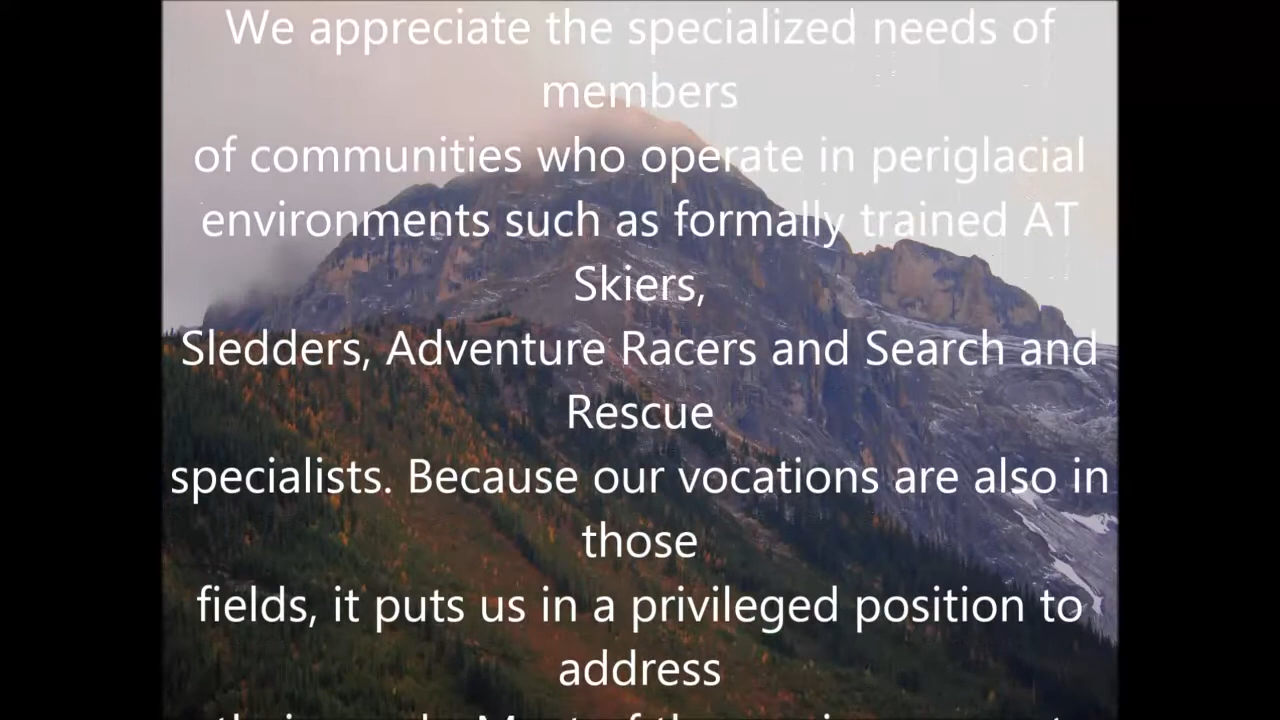 We appreciate the specialized needs of
members
of communities who operate in periglacial
environments such as formally trained AT
Skiers,
Sledders, Adventure Racers and Search and
Rescue
specialists. Because our vocations are also in
those
fields, it puts us in a privileged position to
address